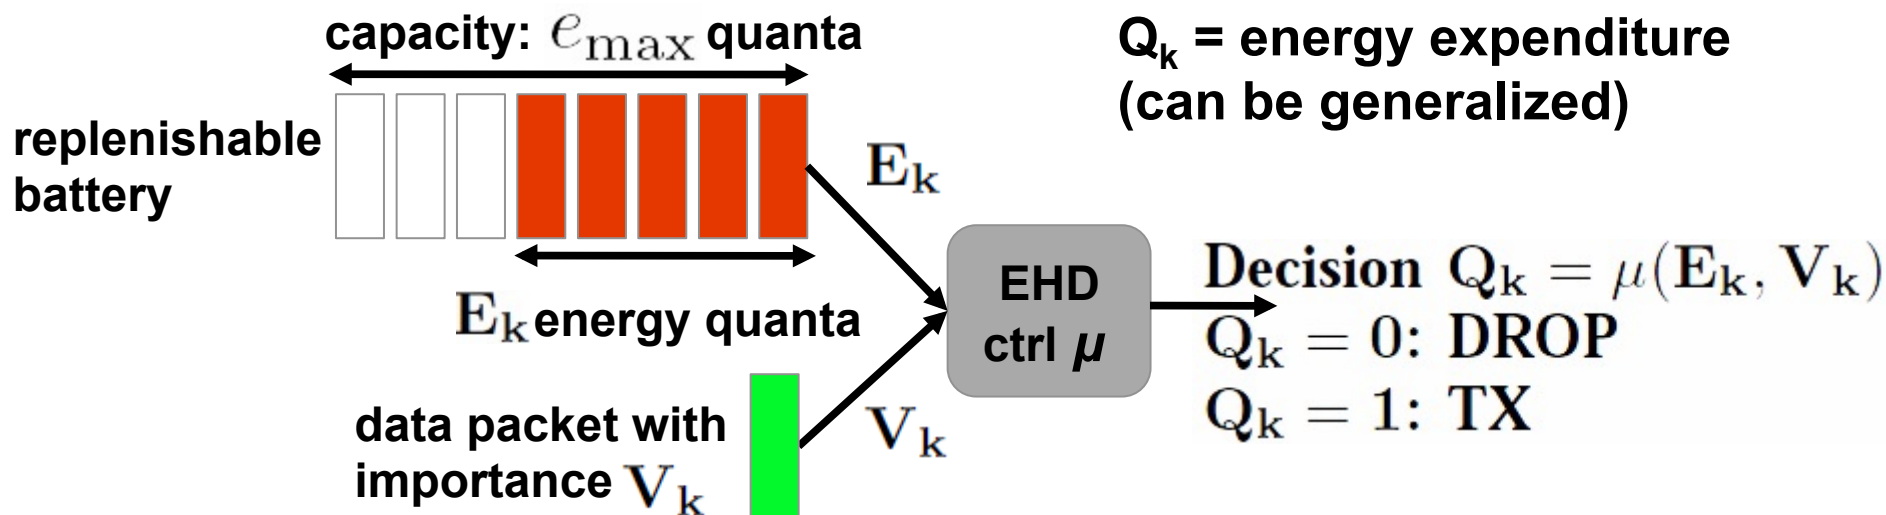 capacity: e_max quanta
replenishable
battery
E_k energy quanta
data packet with
importance V_k
E_k
V_k
EHD
ctrl μ
Q_k = energy expenditure
(can be generalized)
Decision Q_k = μ(E_k, V_k)
Q_k = 0: DROP
Q_k = 1: TX